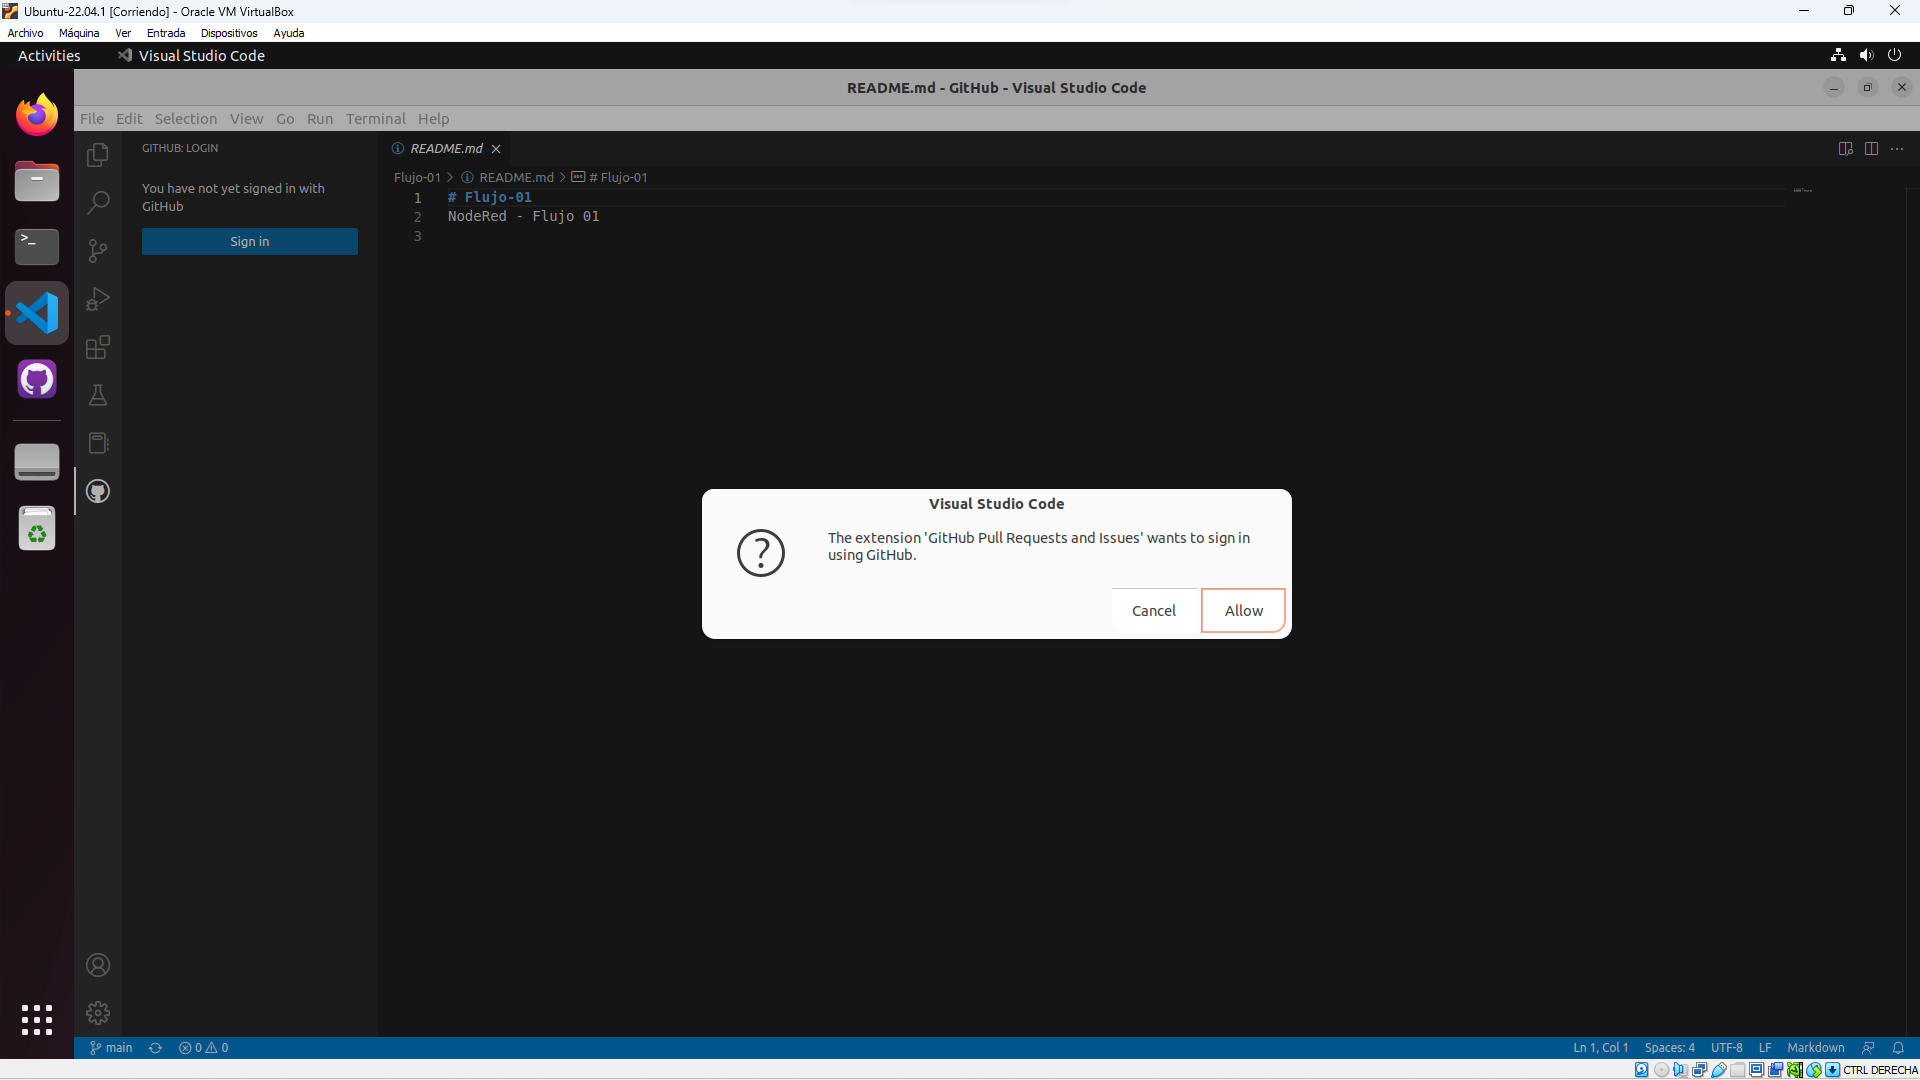 Ubuntu-22.04.1 [Corriendo] - Oracle VM VirtualBox
Archivo Máquina Ver Entrada Dispositivos Ayuda
Activities Visual Studio Code
README.md - GitHub - Visual Studio Code
File Edit Selection View Go Run Terminal Help
GITHUB: LOGIN
You have not yet signed in with
GitHub
Sign in
README.md
Flujo-01 > README.md > # Flujo-01
1 # Flujo-01
2 NodeRed - Flujo 01
3
Visual Studio Code
The extension 'GitHub Pull Requests and Issues' wants to sign in
using GitHub.
Cancel Allow
main 0 0 Ln 1, Col 1 Spaces: 4 UTF-8 LF Markdown
CTRL DERECHA